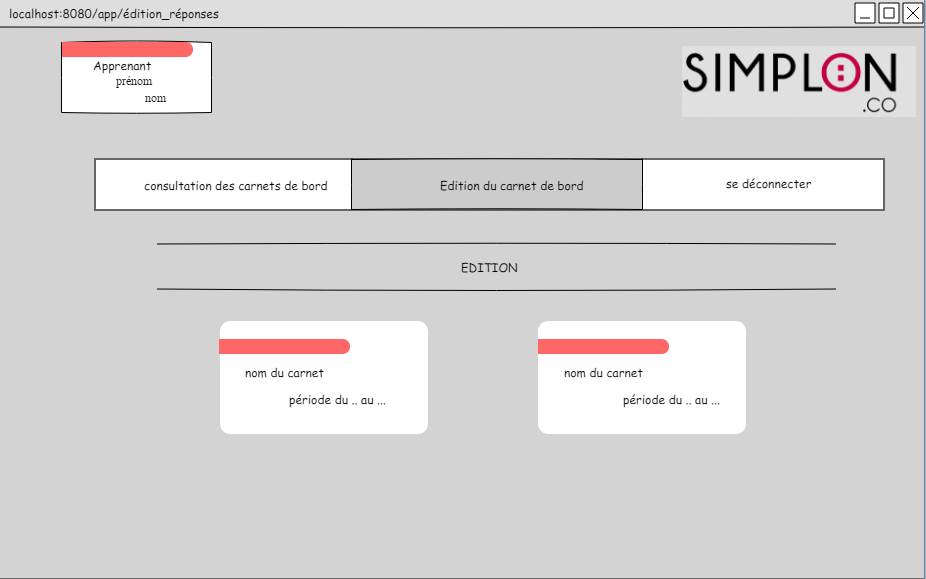 localhost:8080/app/édition_réponses
Apprenant
prénom
nom
SIMPLON
.CO
consultation des carnets de bord
Edition du carnet de bord
se déconnecter
EDITION
nom du carnet
période du .. au ...
nom du carnet
période du .. au ...